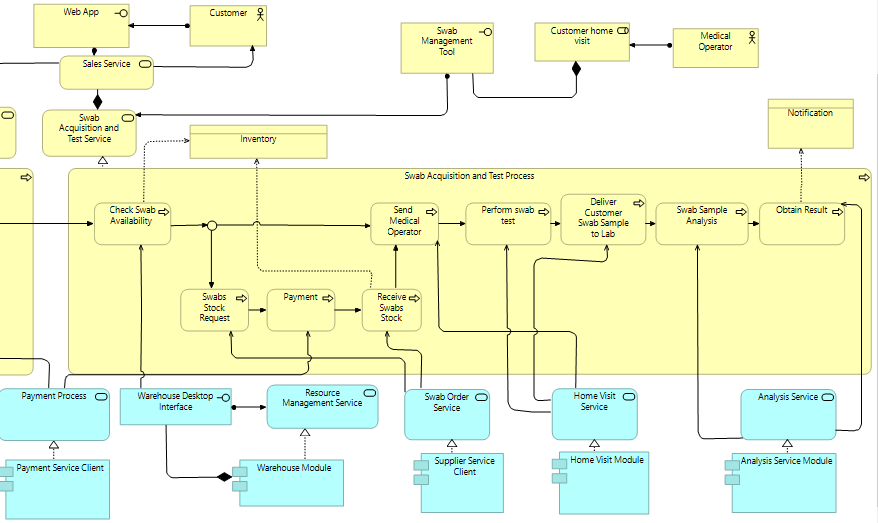 Web App
Customer
Swab
Management
Tool
Customer home
visit
Medical
Operator
Sales Service
Swab
Acquisition and
Test Service
Inventory
Notification
Swab Acquisition and Test Process
Check Swab
Availability
Send
Medical
Operator
Perform swab
test
Deliver
Customer
Swab Sample
to Lab
Swab Sample
Analysis
Obtain Result
Swabs
Stock
Request
Payment
Receive
Swabs
Stock
Payment Process
Warehouse Desktop
Interface
Resource
Management Service
Swab Order
Service
Home Visit
Service
Analysis Service
Payment Service Client
Warehouse Module
Supplier Service
Client
Home Visit Module
Analysis Service Module